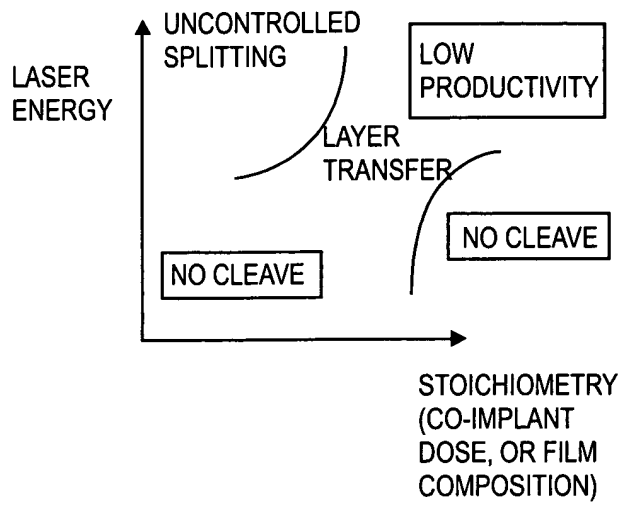 UNCONTROLLED
SPLITTING
LASER
ENERGY
LOW
PRODUCTIVITY
LAYER
TRANSFER
NO CLEAVE
NO CLEAVE
STOICHIOMETRY
(CO-IMPLANT
DOSE, OR FILM
COMPOSITION)